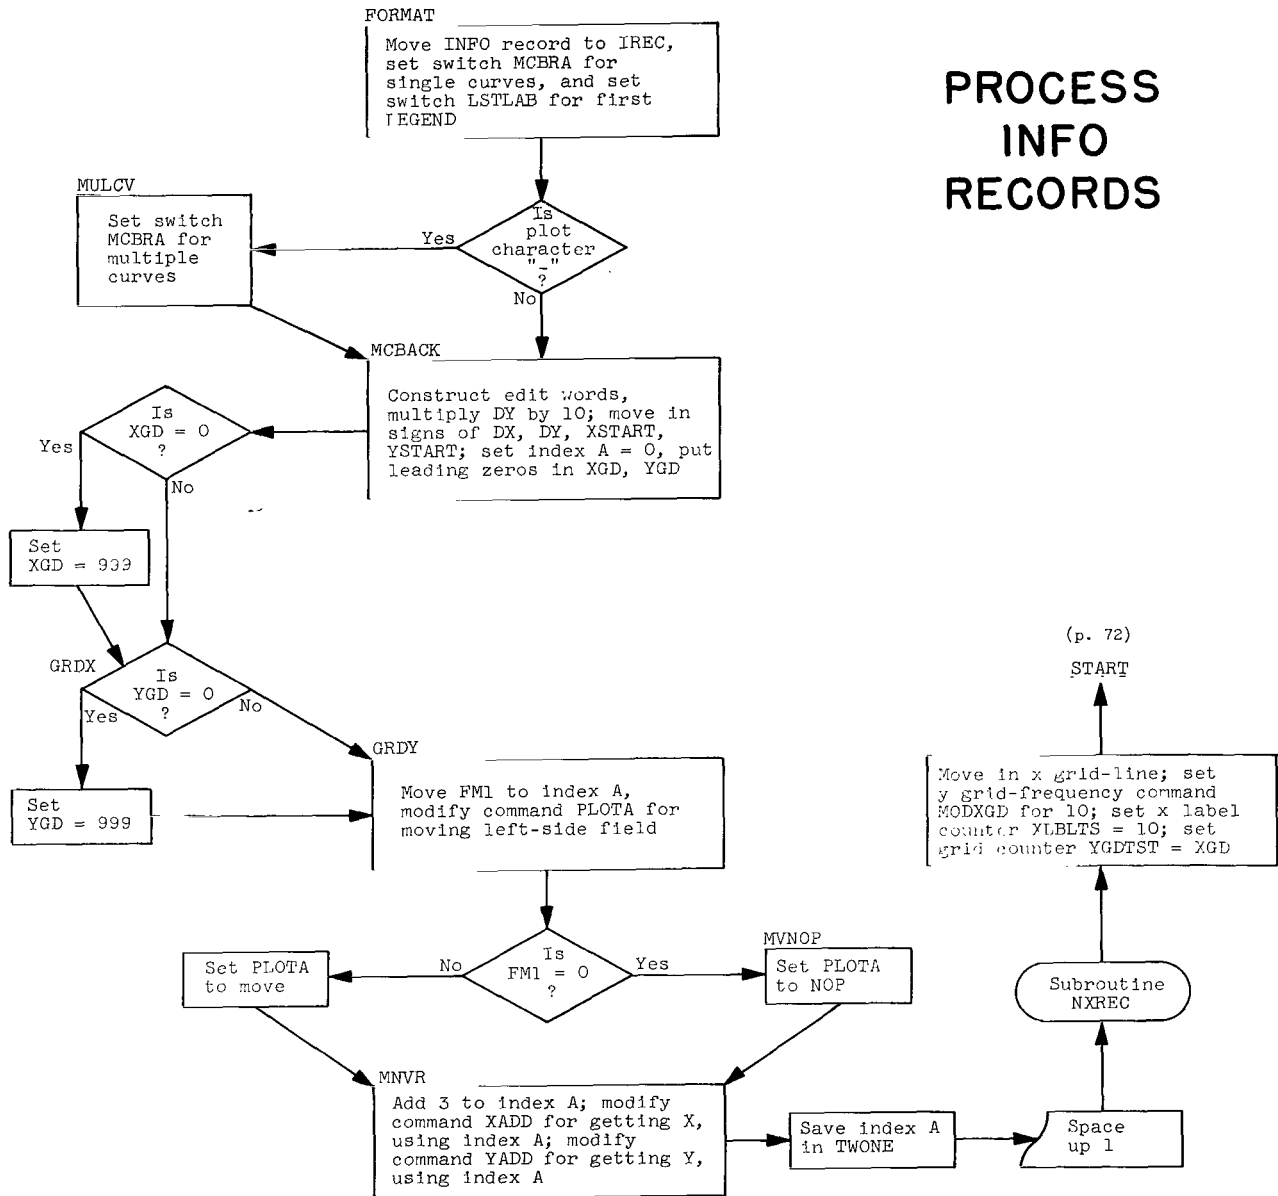 FORMAT
Move INFO record to IREC,
set switch MCBRA for
single curves, and set
switch LSTLAB for first
LEGEND
PROCESS
INFO
RECORDS
MULCV
Set switch
MCBRA for
multiple
curves
Yes
Is
plot
character
"-"
?
No
MCBACK
Construct edit words,
multiply DY by 10; move in
signs of DX, DY, XSTART,
YSTART; set index A = 0, put
leading zeros in XGD, YGD
Is
XGD = 0
?
Yes
No
Set
XGD = 999
GRDX
Is
YGD = 0
?
Yes
No
Set
YGD = 999
GRDY
Move FM1 to index A,
modify command PLOTA for
moving left-side field
Is
FM1 = 0
?
No
Yes
Set PLOTA
to move
MVNOP
Set PLOTA
to NOP
MNVR
Add 3 to index A; modify
command XADD for getting X,
using index A; modify
command YADD for getting Y,
using index A
Save index A
in TWONE
Space
up 1
Subroutine
NXREC
Move in x grid-line; set
y grid-frequency command
MODXGD for 10; set x label
counter XLBLTS = 10; set
grid counter YGDTST = XGD
(p. 72)
START